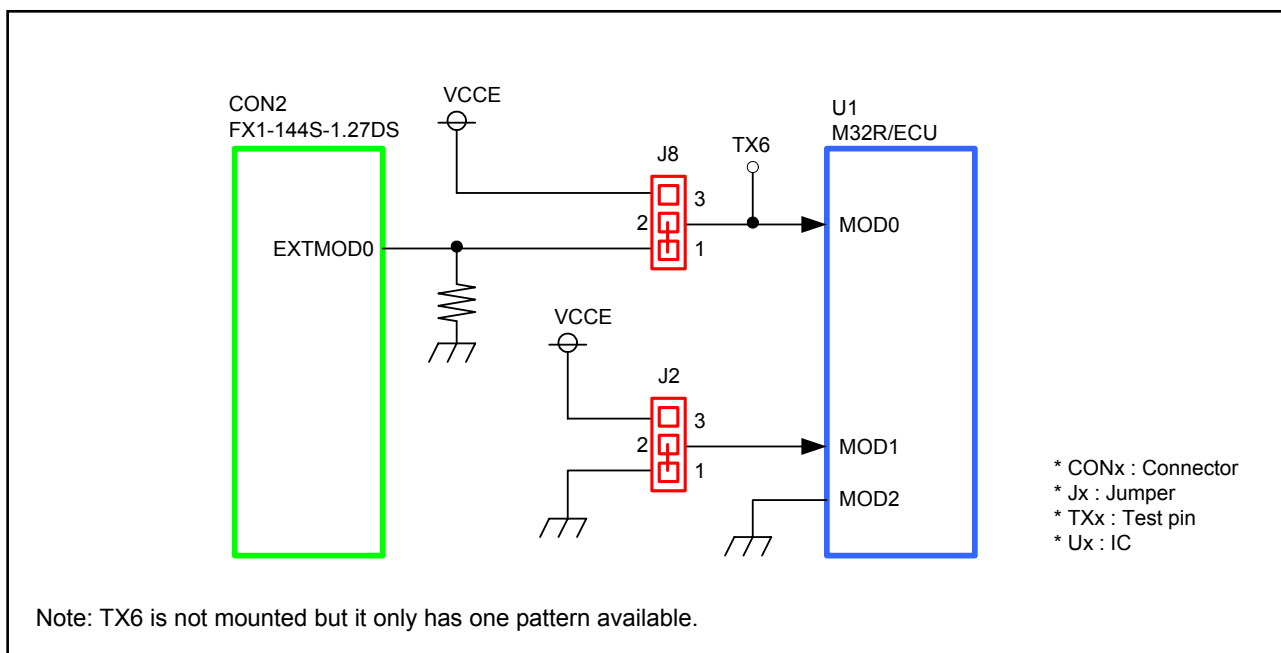 CON2
FX1-144S-1.27DS
VCCE
J8
TX6
U1
M32R/ECU
3
2
1
EXTMOD0
MOD0
VCCE
J2
3
2
1
MOD1
MOD2
* CONx : Connector
* Jx : Jumper
* TXx : Test pin
* Ux : IC
Note: TX6 is not mounted but it only has one pattern available.